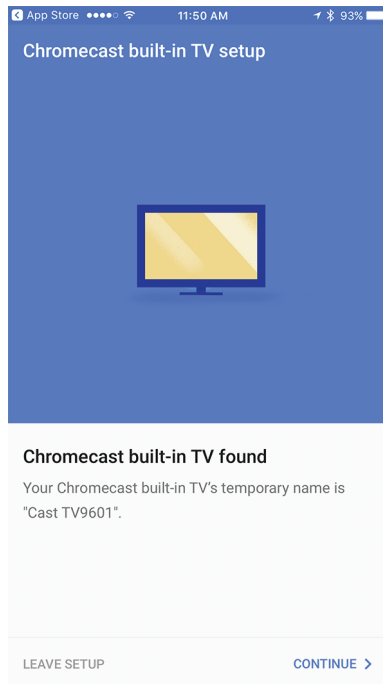 App Store 11:50 AM 93%
Chromecast built-in TV setup
Chromecast built-in TV found
Your Chromecast built-in TV's temporary name is
"Cast TV9601".
LEAVE SETUP CONTINUE